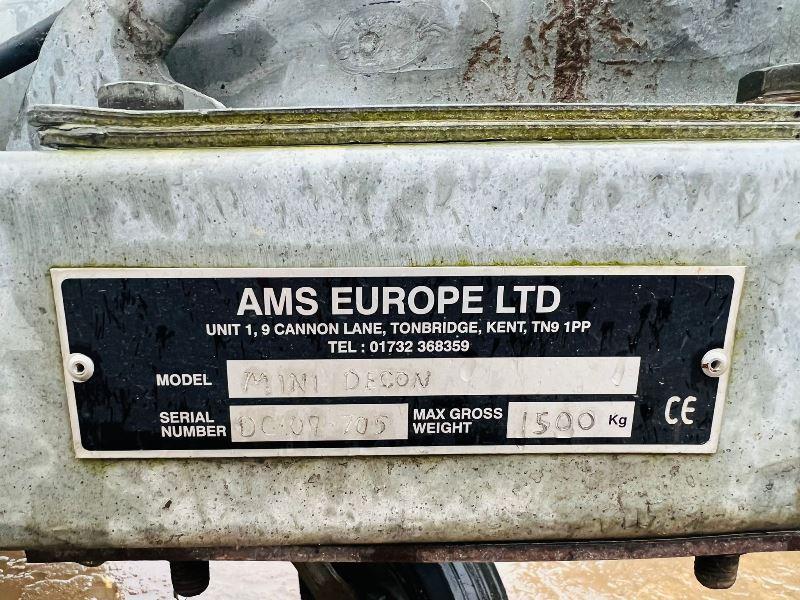 AMS EUROPE LTD
UNIT 1, 9 CANNON LANE, TONBRIDGE, KENT, TN9 1PP
TEL : 01732 368359
MODEL MINI DECON
SERIAL NUMBER DC·07·705
MAX GROSS WEIGHT 1500 Kg
CE